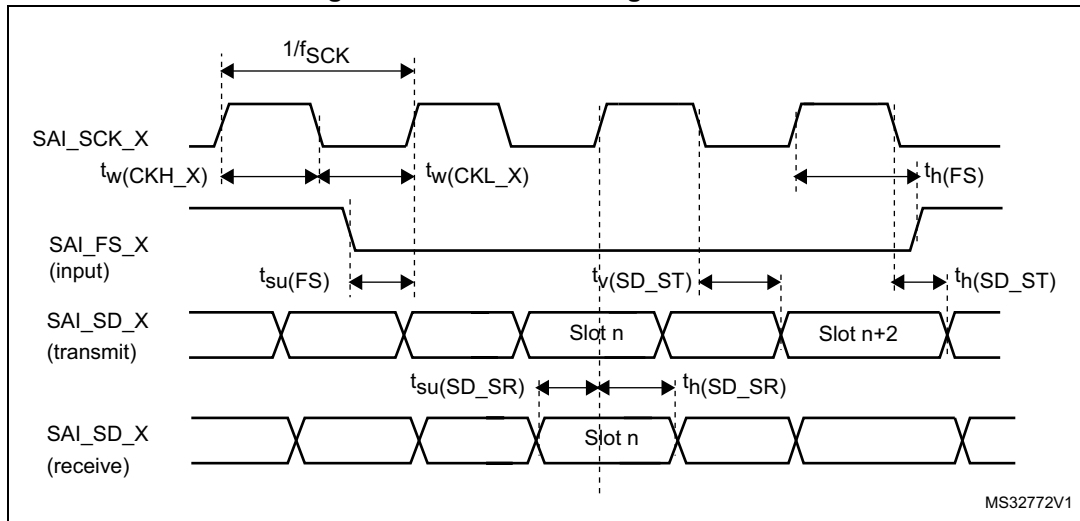 1/fSCK
SAI_SCK_X
tw(CKH_X)
tw(CKL_X)
th(FS)
SAI_FS_X
(input)
tsu(FS)
tv(SD_ST)
th(SD_ST)
SAI_SD_X
(transmit)
Slot n
Slot n+2
tsu(SD_SR)
th(SD_SR)
SAI_SD_X
(receive)
Slot n
MS32772V1